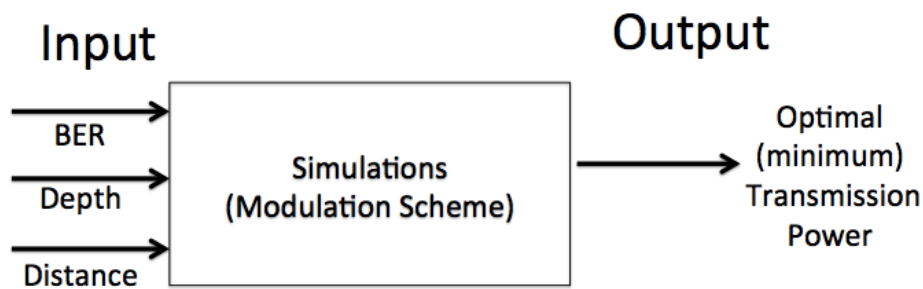 Input
Output
BER
Depth
Distance
Simulations
(Modulation Scheme)
Optimal
(minimum)
Transmission
Power